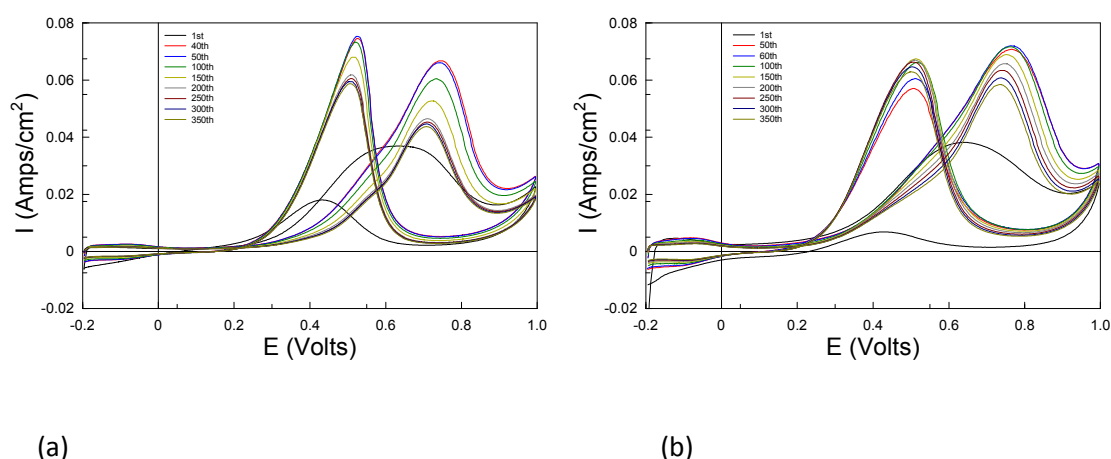 0.08
0.06
0.04
0.02
0
-0.02
I (Amps/cm²)
1st
40th
50th
100th
150th
200th
250th
300th
350th
-0.2 0 0.2 0.4 0.6 0.8 1.0
E (Volts)
(a)
0.08
0.06
0.04
0.02
0
-0.02
I (Amps/cm²)
1st
50th
60th
100th
150th
200th
250th
300th
350th
-0.2 0 0.2 0.4 0.6 0.8 1.0
E (Volts)
(b)